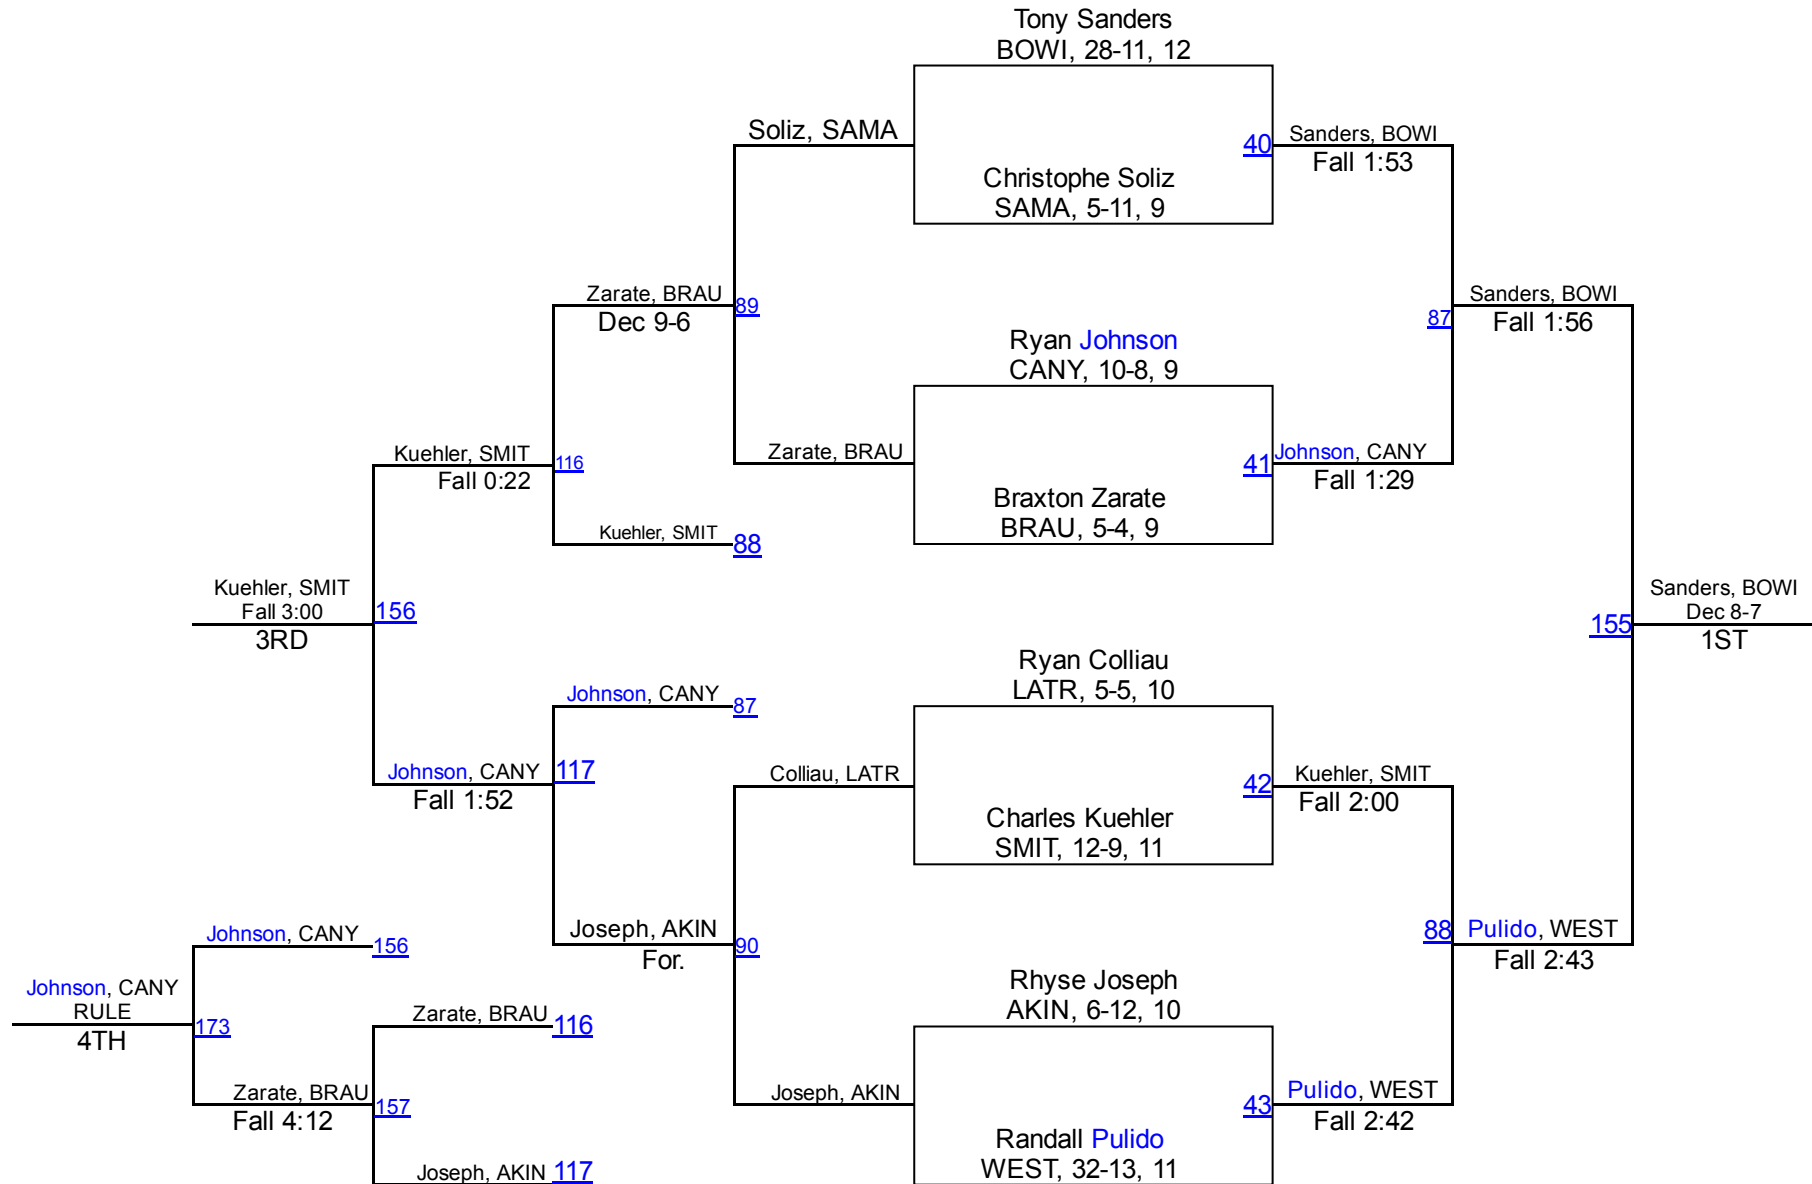 Tony Sanders
BOWI, 28-11, 12
Soliz, SAMA
40
Sanders, BOWI
Fall 1:53
Christophe Soliz
SAMA, 5-11, 9
Zarate, BRAU
89
Dec 9-6
Sanders, BOWI
87
Fall 1:56
Ryan Johnson
CANY, 10-8, 9
Kuehler, SMIT
116
Fall 0:22
Zarate, BRAU
41
Johnson, CANY
Fall 1:29
Braxton Zarate
BRAU, 5-4, 9
Kuehler, SMIT
88
Kuehler, SMIT
Fall 3:00
156
3RD
Sanders, BOWI
Dec 8-7
155
1ST
Ryan Colliau
LATR, 5-5, 10
Johnson, CANY
87
Johnson, CANY
117
Fall 1:52
Colliau, LATR
42
Kuehler, SMIT
Fall 2:00
Charles Kuehler
SMIT, 12-9, 11
Johnson, CANY
156
Joseph, AKIN
90
For.
88
Pulido, WEST
Fall 2:43
Johnson, CANY
RULE
173
4TH
Rhyse Joseph
AKIN, 6-12, 10
Zarate, BRAU
116
Zarate, BRAU
157
Fall 4:12
Joseph, AKIN
43
Pulido, WEST
Fall 2:42
Randall Pulido
WEST, 32-13, 11
Joseph, AKIN
117